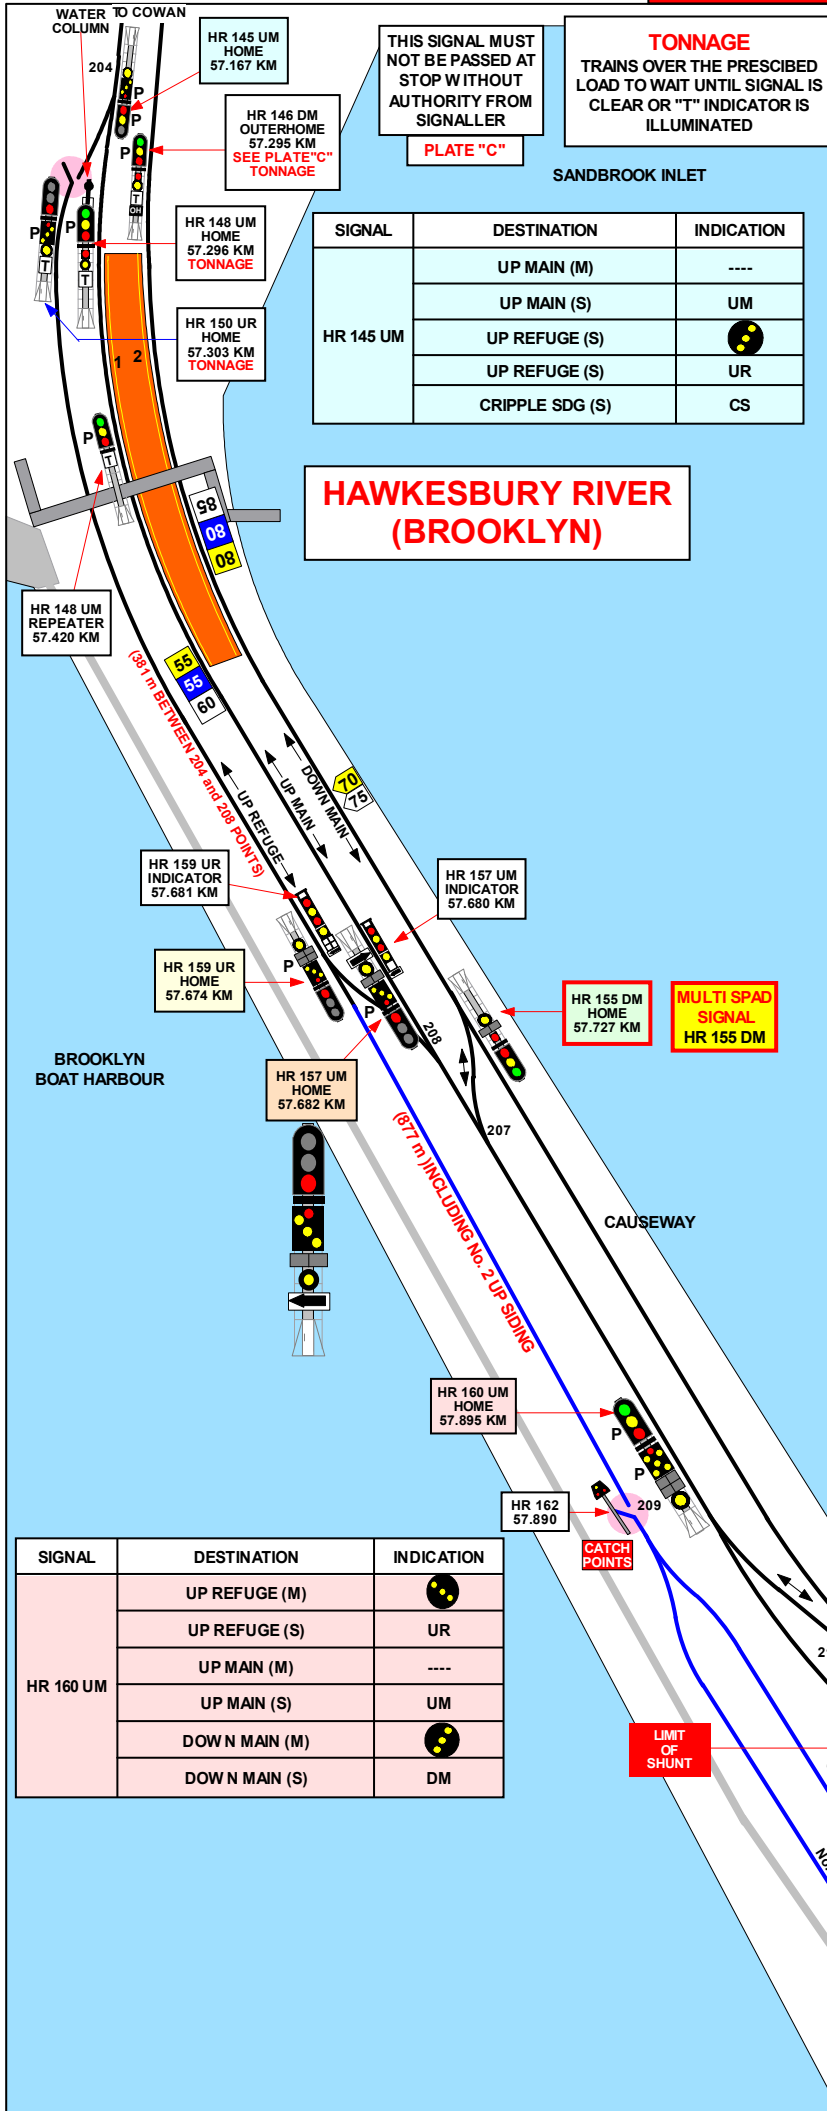 WATER
COLUMN
TO COWAN
204
P
P
HR 145 UM
HOME
57.167 KM
THIS SIGNAL MUST
NOT BE PASSED AT
STOP WITHOUT
AUTHORITY FROM
SIGNALLER
PLATE "C"
TONNAGE
TRAINS OVER THE PRESCIBED
LOAD TO WAIT UNTIL SIGNAL IS
CLEAR OR "T" INDICATOR IS
ILLUMINATED
P
HR 146 DM
OUTERHOME
57.295 KM
SEE PLATE"C"
TONNAGE
SANDBROOK INLET
T
OH
P
P
T
T
HR 148 UM
HOME
57.296 KM
TONNAGE
HR 150 UR
HOME
57.303 KM
TONNAGE
1 2
SIGNAL DESTINATION INDICATION
HR 145 UM
UP MAIN (M) ----
UP MAIN (S) UM
UP REFUGE (S)
UP REFUGE (S) UR
CRIPPLE SDG (S) CS
P
T
HAWKESBURY RIVER
(BROOKLYN)
85
80
80
HR 148 UM
REPEATER
57.420 KM
55
55
60
(381 m BETWEEN 204 and 208 POINTS)
UP REFUGE
UP MAIN
DOWN MAIN
70
75
HR 159 UR
INDICATOR
57.681 KM
HR 157 UM
INDICATOR
57.680 KM
P
HR 159 UR
HOME
57.674 KM
P
208
HR 155 DM
HOME
57.727 KM
MULTI SPAD
SIGNAL
HR 155 DM
BROOKLYN
BOAT HARBOUR
HR 157 UM
HOME
57.682 KM
207
(877 m )INCLUDING No. 2 UP SIDING
CAUSEWAY
HR 160 UM
HOME
57.895 KM
P
P
HR 162
57.890
209
CATCH
POINTS
SIGNAL DESTINATION INDICATION
HR 160 UM
UP REFUGE (M)
UP REFUGE (S) UR
UP MAIN (M) ----
UP MAIN (S) UM
DOWN MAIN (M)
DOWN MAIN (S) DM
LIMIT
OF
SHUNT